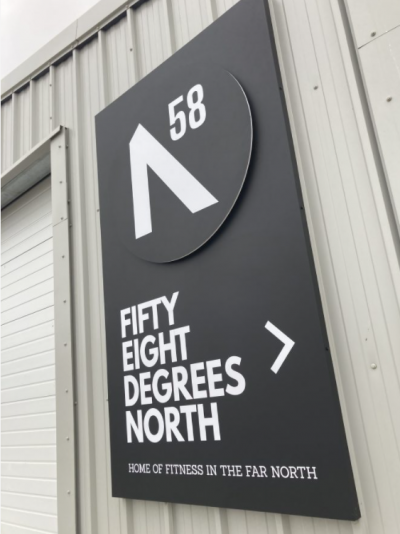 58
FIFTY
EIGHT
DEGREES
NORTH
HOME OF FITNESS IN THE FAR NORTH